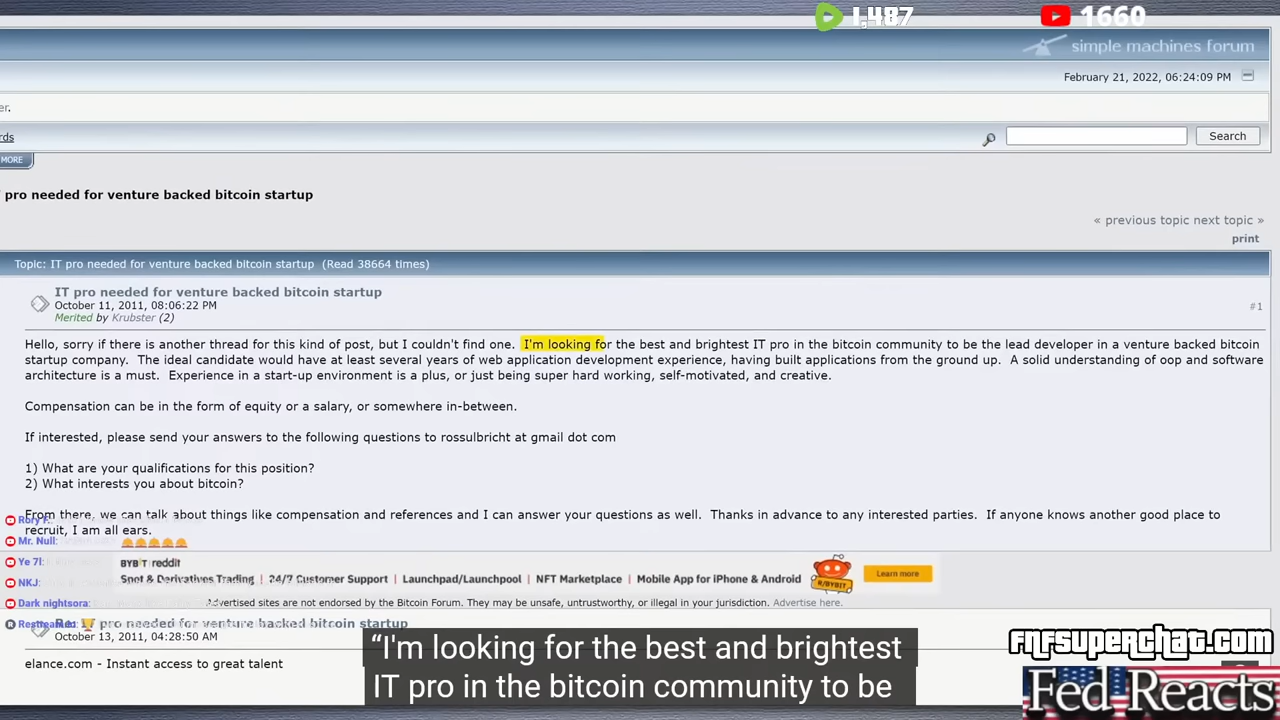 1,487
1660
simple machines forum
February 21, 2022, 06:24:09 PM
er.
rds
Search
MORE
pro needed for venture backed bitcoin startup
« previous topic next topic »
print
Topic: IT pro needed for venture backed bitcoin startup (Read 38664 times)
IT pro needed for venture backed bitcoin startup
October 11, 2011, 08:06:22 PM
#1
Merited by Krubster (2)
Hello, sorry if there is another thread for this kind of post, but I couldn't find one. I'm looking for the best and brightest IT pro in the bitcoin community to be the lead developer in a venture backed bitcoin
startup company. The ideal candidate would have at least several years of web application development experience, having built applications from the ground up. A solid understanding of oop and software
architecture is a must. Experience in a start-up environment is a plus, or just being super hard working, self-motivated, and creative.
Compensation can be in the form of equity or a salary, or somewhere in-between.
If interested, please send your answers to the following questions to rossulbricht at gmail dot com
1) What are your qualifications for this position?
2) What interests you about bitcoin?
From there, we can talk about things like compensation and references and I can answer your questions as well. Thanks in advance to any interested parties. If anyone knows another good place to
recruit, I am all ears.
Rory F.:
Mr. Null:
Ye 7l:
NKJ:
Dark nightsora:
BYBIT reddit
Spot & Derivatives Trading | 24/7 Customer Support | Launchpad/Launchpool | NFT Marketplace | Mobile App for iPhone & Android
R/BYBIT
Learn more
Advertised sites are not endorsed by the Bitcoin Forum. They may be unsafe, untrustworthy, or illegal in your jurisdiction. Advertise here.
pro needed for venture backed bitcoin startup
October 13, 2011, 04:28:50 AM
elance.com - Instant access to great talent
“I'm looking for the best and brightest
IT pro in the bitcoin community to be
FNFSUPERCHAT.COM
Fed Reacts